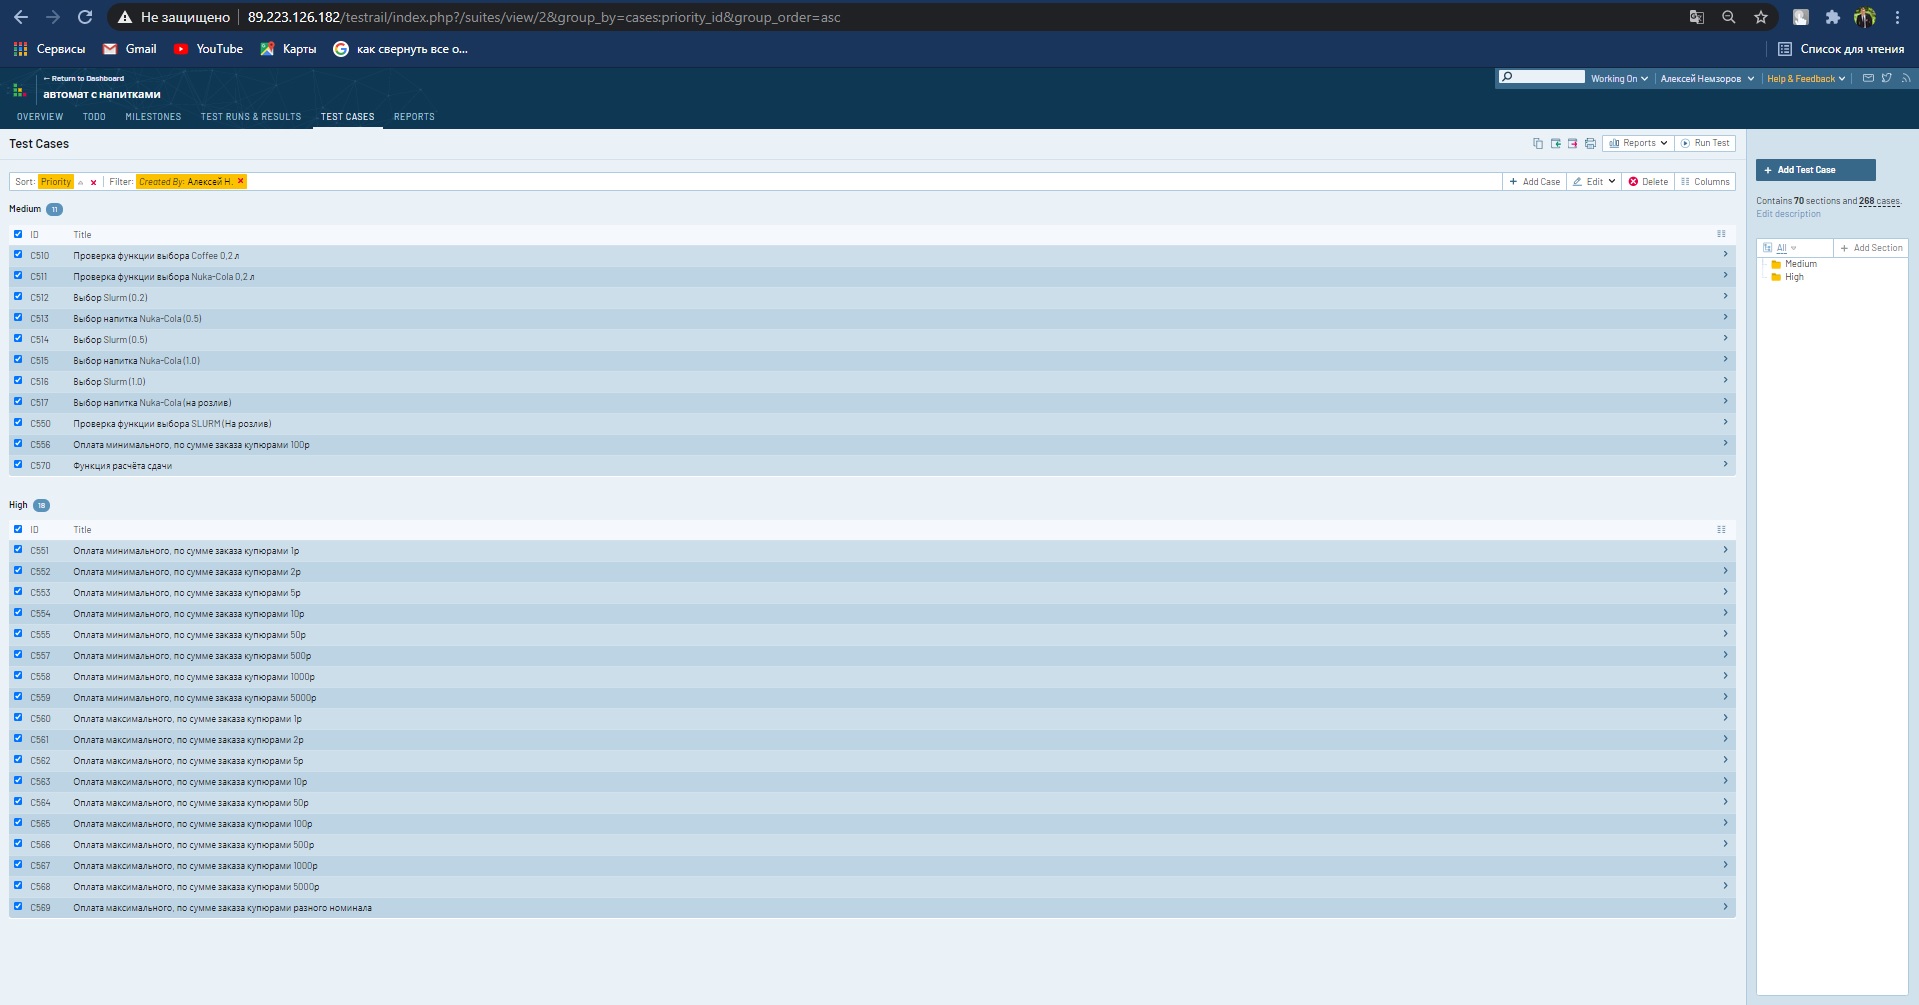 Не защищено 89.223.126.182/testrail/index.php?/suites/view/2&group_by=cases:priority_id&group_order=asc
Сервисы Gmail YouTube Карты как свернуть все о... Список для чтения
← Return to Dashboard
автомат с напитками
Working On Алексей Немзоров Help & Feedback
OVERVIEW TODO MILESTONES TEST RUNS & RESULTS TEST CASES REPORTS
Test Cases
Reports Run Test
Sort: Priority Filter: Created By: Алексей Н.
Add Case Edit Delete Columns
Medium 11
ID Title
C510 Проверка функции выбора Coffee 0,2 л
C511 Проверка функции выбора Nuka-Cola 0,2 л
C512 Выбор Slurm (0.2)
C513 Выбор напитка Nuka-Cola (0.5)
C514 Выбор Slurm (0.5)
C515 Выбор напитка Nuka-Cola (1.0)
C516 Выбор Slurm (1.0)
C517 Выбор напитка Nuka-Cola (на розлив)
C550 Проверка функции выбора SLURM (На розлив)
C556 Оплата минимального, по сумме заказа купюрами 100р
C570 Функция расчёта сдачи
High 18
ID Title
C551 Оплата минимального, по сумме заказа купюрами 1р
C552 Оплата минимального, по сумме заказа купюрами 2р
C553 Оплата минимального, по сумме заказа купюрами 5р
C554 Оплата минимального, по сумме заказа купюрами 10р
C555 Оплата минимального, по сумме заказа купюрами 50р
C557 Оплата минимального, по сумме заказа купюрами 500р
C558 Оплата минимального, по сумме заказа купюрами 1000р
C559 Оплата минимального, по сумме заказа купюрами 5000р
C560 Оплата максимального, по сумме заказа купюрами 1р
C561 Оплата максимального, по сумме заказа купюрами 2р
C562 Оплата максимального, по сумме заказа купюрами 5р
C563 Оплата максимального, по сумме заказа купюрами 10р
C564 Оплата максимального, по сумме заказа купюрами 50р
C565 Оплата максимального, по сумме заказа купюрами 100р
C566 Оплата максимального, по сумме заказа купюрами 500р
C567 Оплата максимального, по сумме заказа купюрами 1000р
C568 Оплата максимального, по сумме заказа купюрами 5000р
C569 Оплата максимального, по сумме заказа купюрами разного номинала
+ Add Test Case
Contains 70 sections and 268 cases.
Edit description
All + Add Section
Medium
High